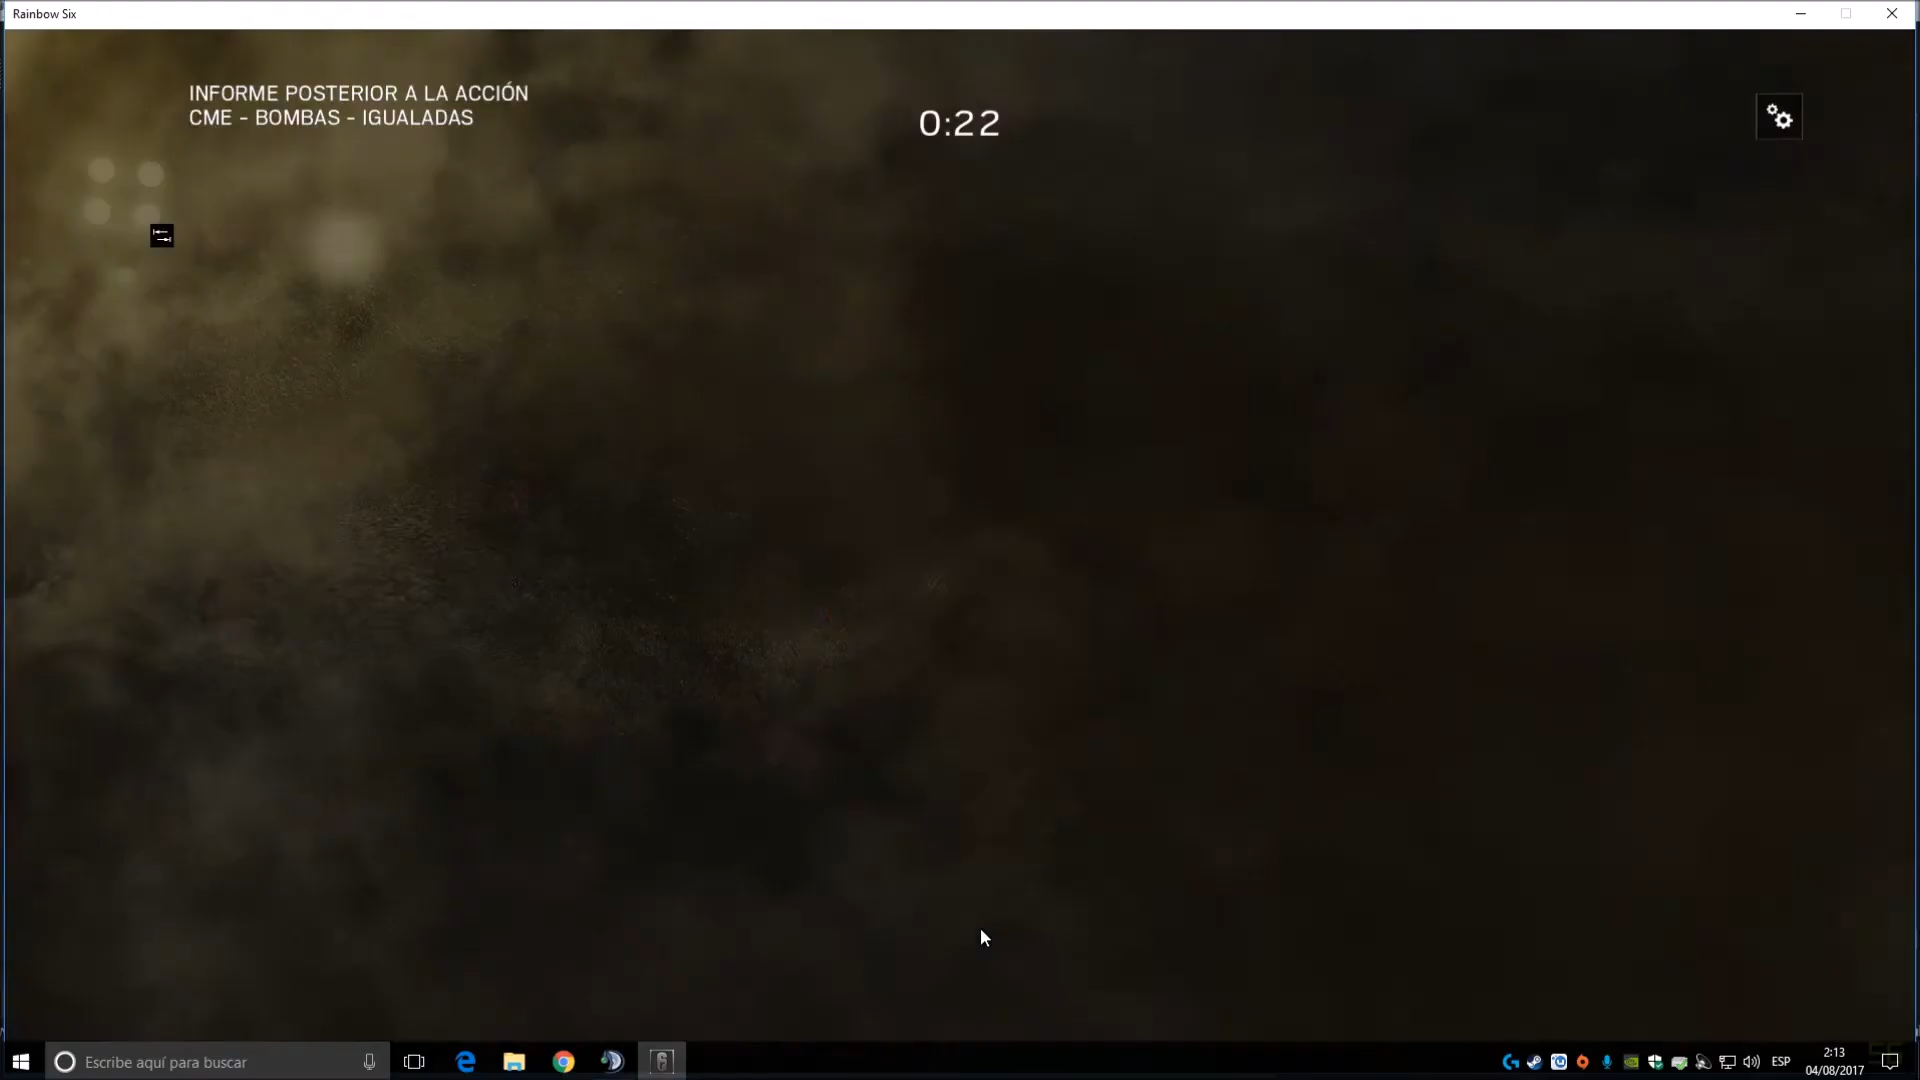 Rainbow Six
INFORME POSTERIOR A LA ACCIÓN
CME - BOMBAS - IGUALADAS
0:22
Escribe aquí para buscar
ESP
2:13
04/08/2017